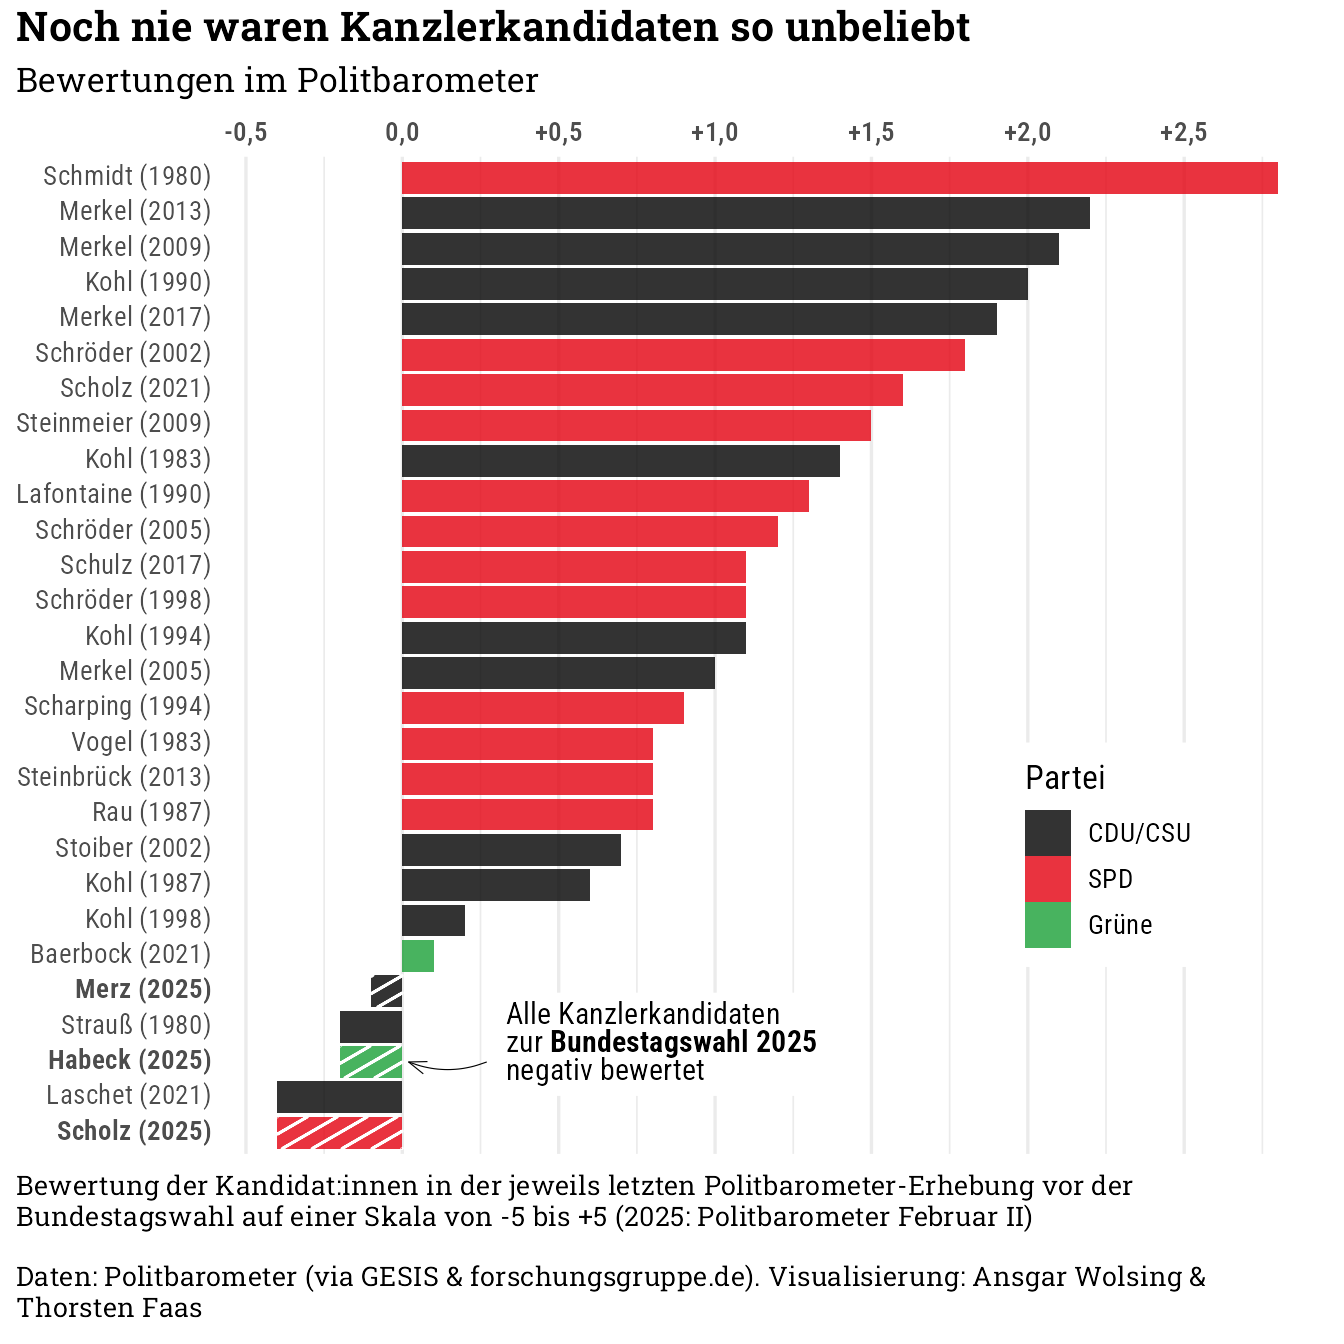 Noch nie waren Kanzlerkandidaten so unbeliebt
Bewertungen im Politbarometer
-0,5 0,0 +0,5 +1,0 +1,5 +2,0 +2,5
Schmidt (1980)
Merkel (2013)
Merkel (2009)
Kohl (1990)
Merkel (2017)
Schröder (2002)
Scholz (2021)
Steinmeier (2009)
Kohl (1983)
Lafontaine (1990)
Schröder (2005)
Schulz (2017)
Schröder (1998)
Kohl (1994)
Merkel (2005)
Scharping (1994)
Vogel (1983)
Steinbrück (2013)
Rau (1987)
Stoiber (2002)
Kohl (1987)
Kohl (1998)
Baerbock (2021)
Merz (2025)
Strauß (1980)
Habeck (2025)
Laschet (2021)
Scholz (2025)
Partei
CDU/CSU
SPD
Grüne
Alle Kanzlerkandidaten
zur Bundestagswahl 2025
negativ bewertet
Bewertung der Kandidat:innen in der jeweils letzten Politbarometer-Erhebung vor der
Bundestagswahl auf einer Skala von -5 bis +5 (2025: Politbarometer Februar II)
Daten: Politbarometer (via GESIS & forschungsgruppe.de). Visualisierung: Ansgar Wolsing &
Thorsten Faas